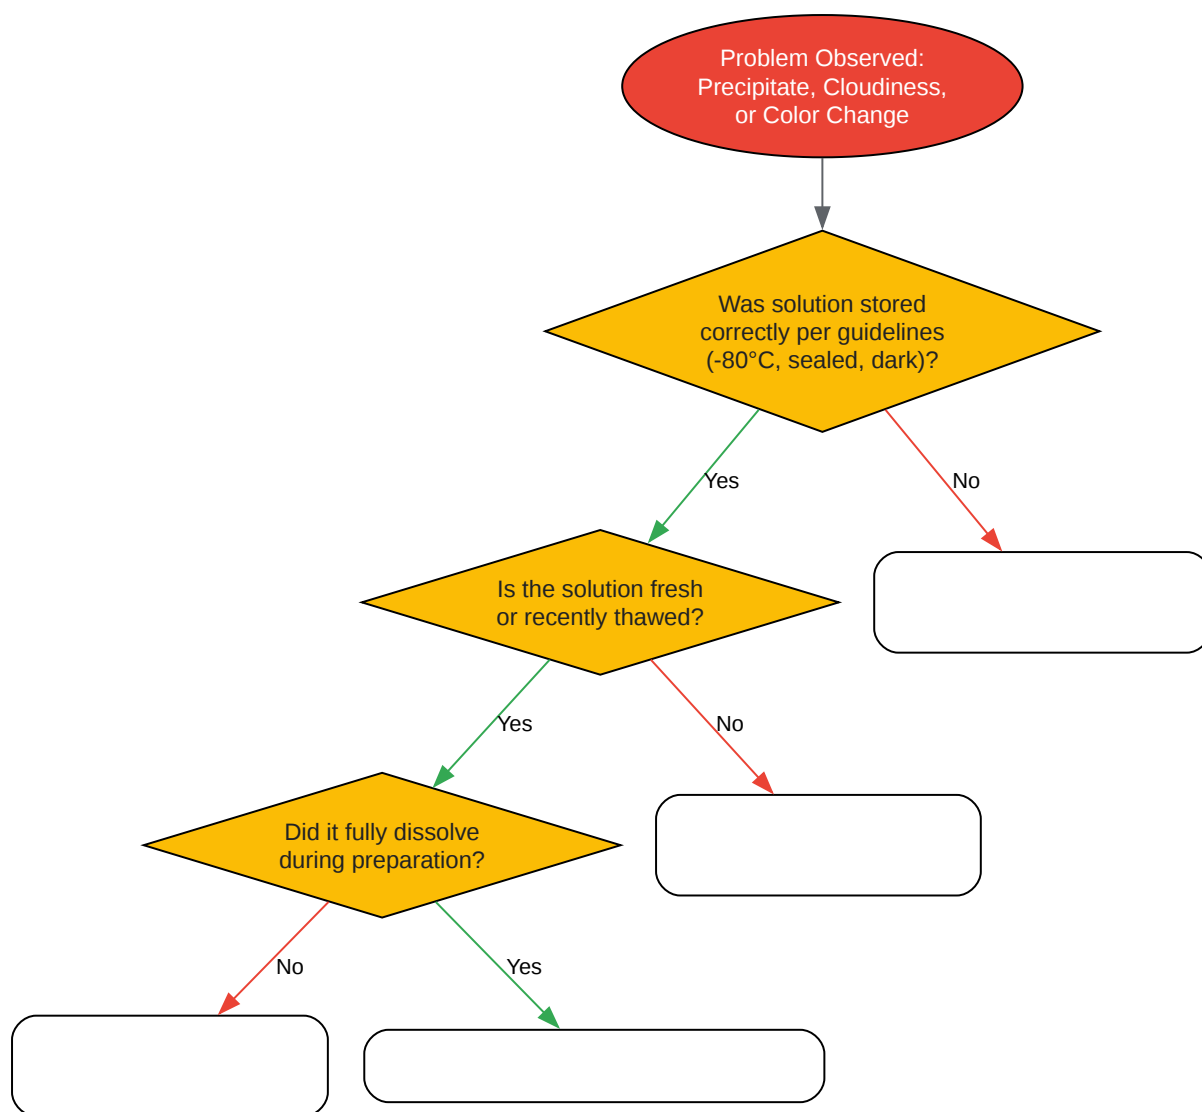 Problem Observed:
Precipitate, Cloudiness,
or Color Change
Was solution stored
correctly per guidelines
(-80°C, sealed, dark)?
Yes
No
Is the solution fresh
or recently thawed?
Yes
No
Did it fully dissolve
during preparation?
No
Yes